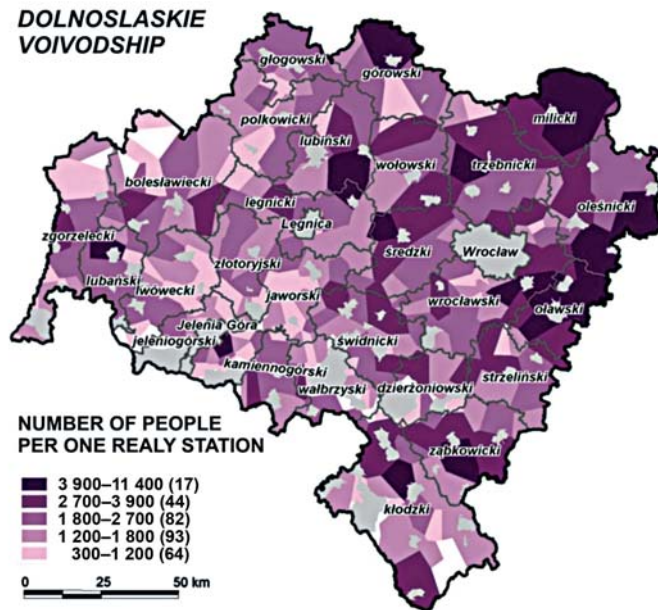 DOLNOSLASKIE
VOIVODSHIP
głogowski
górowski
polkowicki
milicki
lubiński
wołowski
trzebnicki
bolesławiecki
legnicki
oleśnicki
zgorzelecki
Legnica
Wrocław
średzki
lubański
złotoryjski
lwówecki
jaworski
wrocławski
oławski
Jelenia Góra
jeleniogórski
świdnicki
kamiennogórski
strzeliński
wałbrzyski
dzierżoniowski
ząbkowicki
kłodzki
NUMBER OF PEOPLE
PER ONE REALY STATION
3 900–11 400 (17)
2 700–3 900 (44)
1 800–2 700 (82)
1 200–1 800 (93)
300–1 200 (64)
0 25 50 km